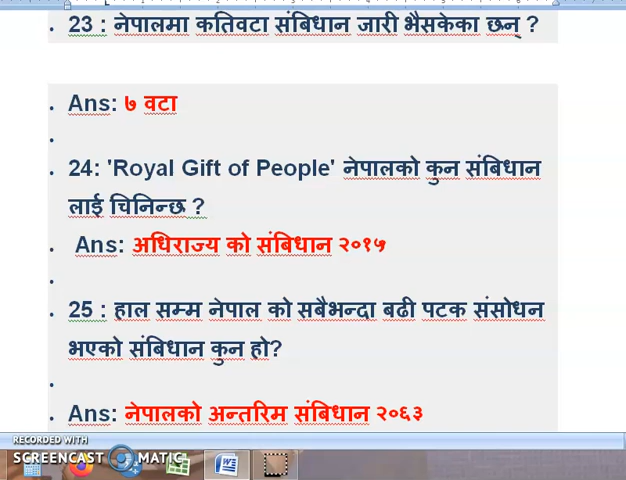 23 : नेपालमा कतिवटा संबिधान जारी भैसकेका छन् ?
Ans: ७ वटा
24: 'Royal Gift of People' नेपालको कुन संबिधान
लाई चिनिन्छ ?
Ans: अधिराज्य को संबिधान २०१५
25 : हाल सम्म नेपाल को सबैभन्दा बढी पटक संसोधन
भएको संबिधान कुन हो?
Ans: नेपालको अन्तरिम संबिधान २०६३
RECORDED WITH
SCREENCAST MATIC